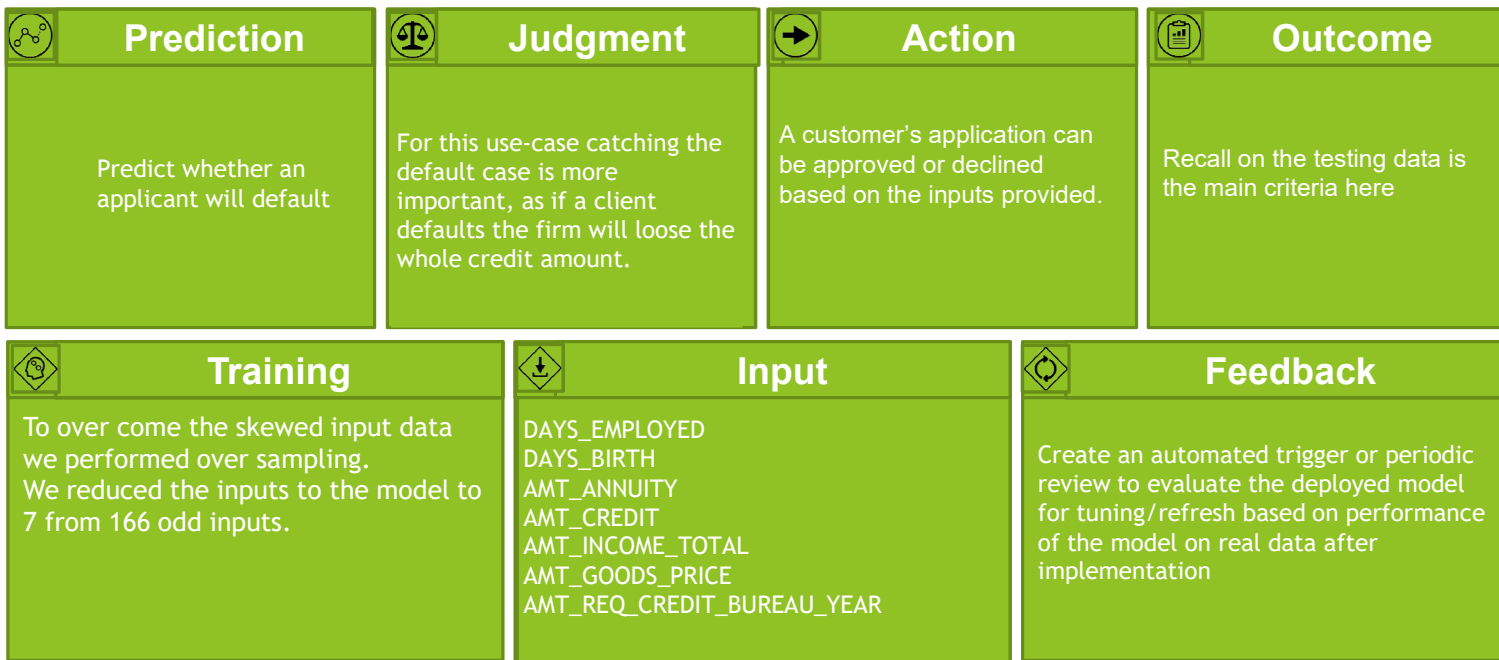 Prediction
Predict whether an
applicant will default
Judgment
For this use-case catching the
default case is more
important, as if a client
defaults the firm will loose the
whole credit amount.
Action
A customer’s application can
be approved or declined
based on the inputs provided.
Outcome
Recall on the testing data is
the main criteria here
Training
To over come the skewed input data
we performed over sampling.
We reduced the inputs to the model to
7 from 166 odd inputs.
Input
DAYS_EMPLOYED
DAYS_BIRTH
AMT_ANNUITY
AMT_CREDIT
AMT_INCOME_TOTAL
AMT_GOODS_PRICE
AMT_REQ_CREDIT_BUREAU_YEAR
Feedback
Create an automated trigger or periodic
review to evaluate the deployed model
for tuning/refresh based on performance
of the model on real data after
implementation